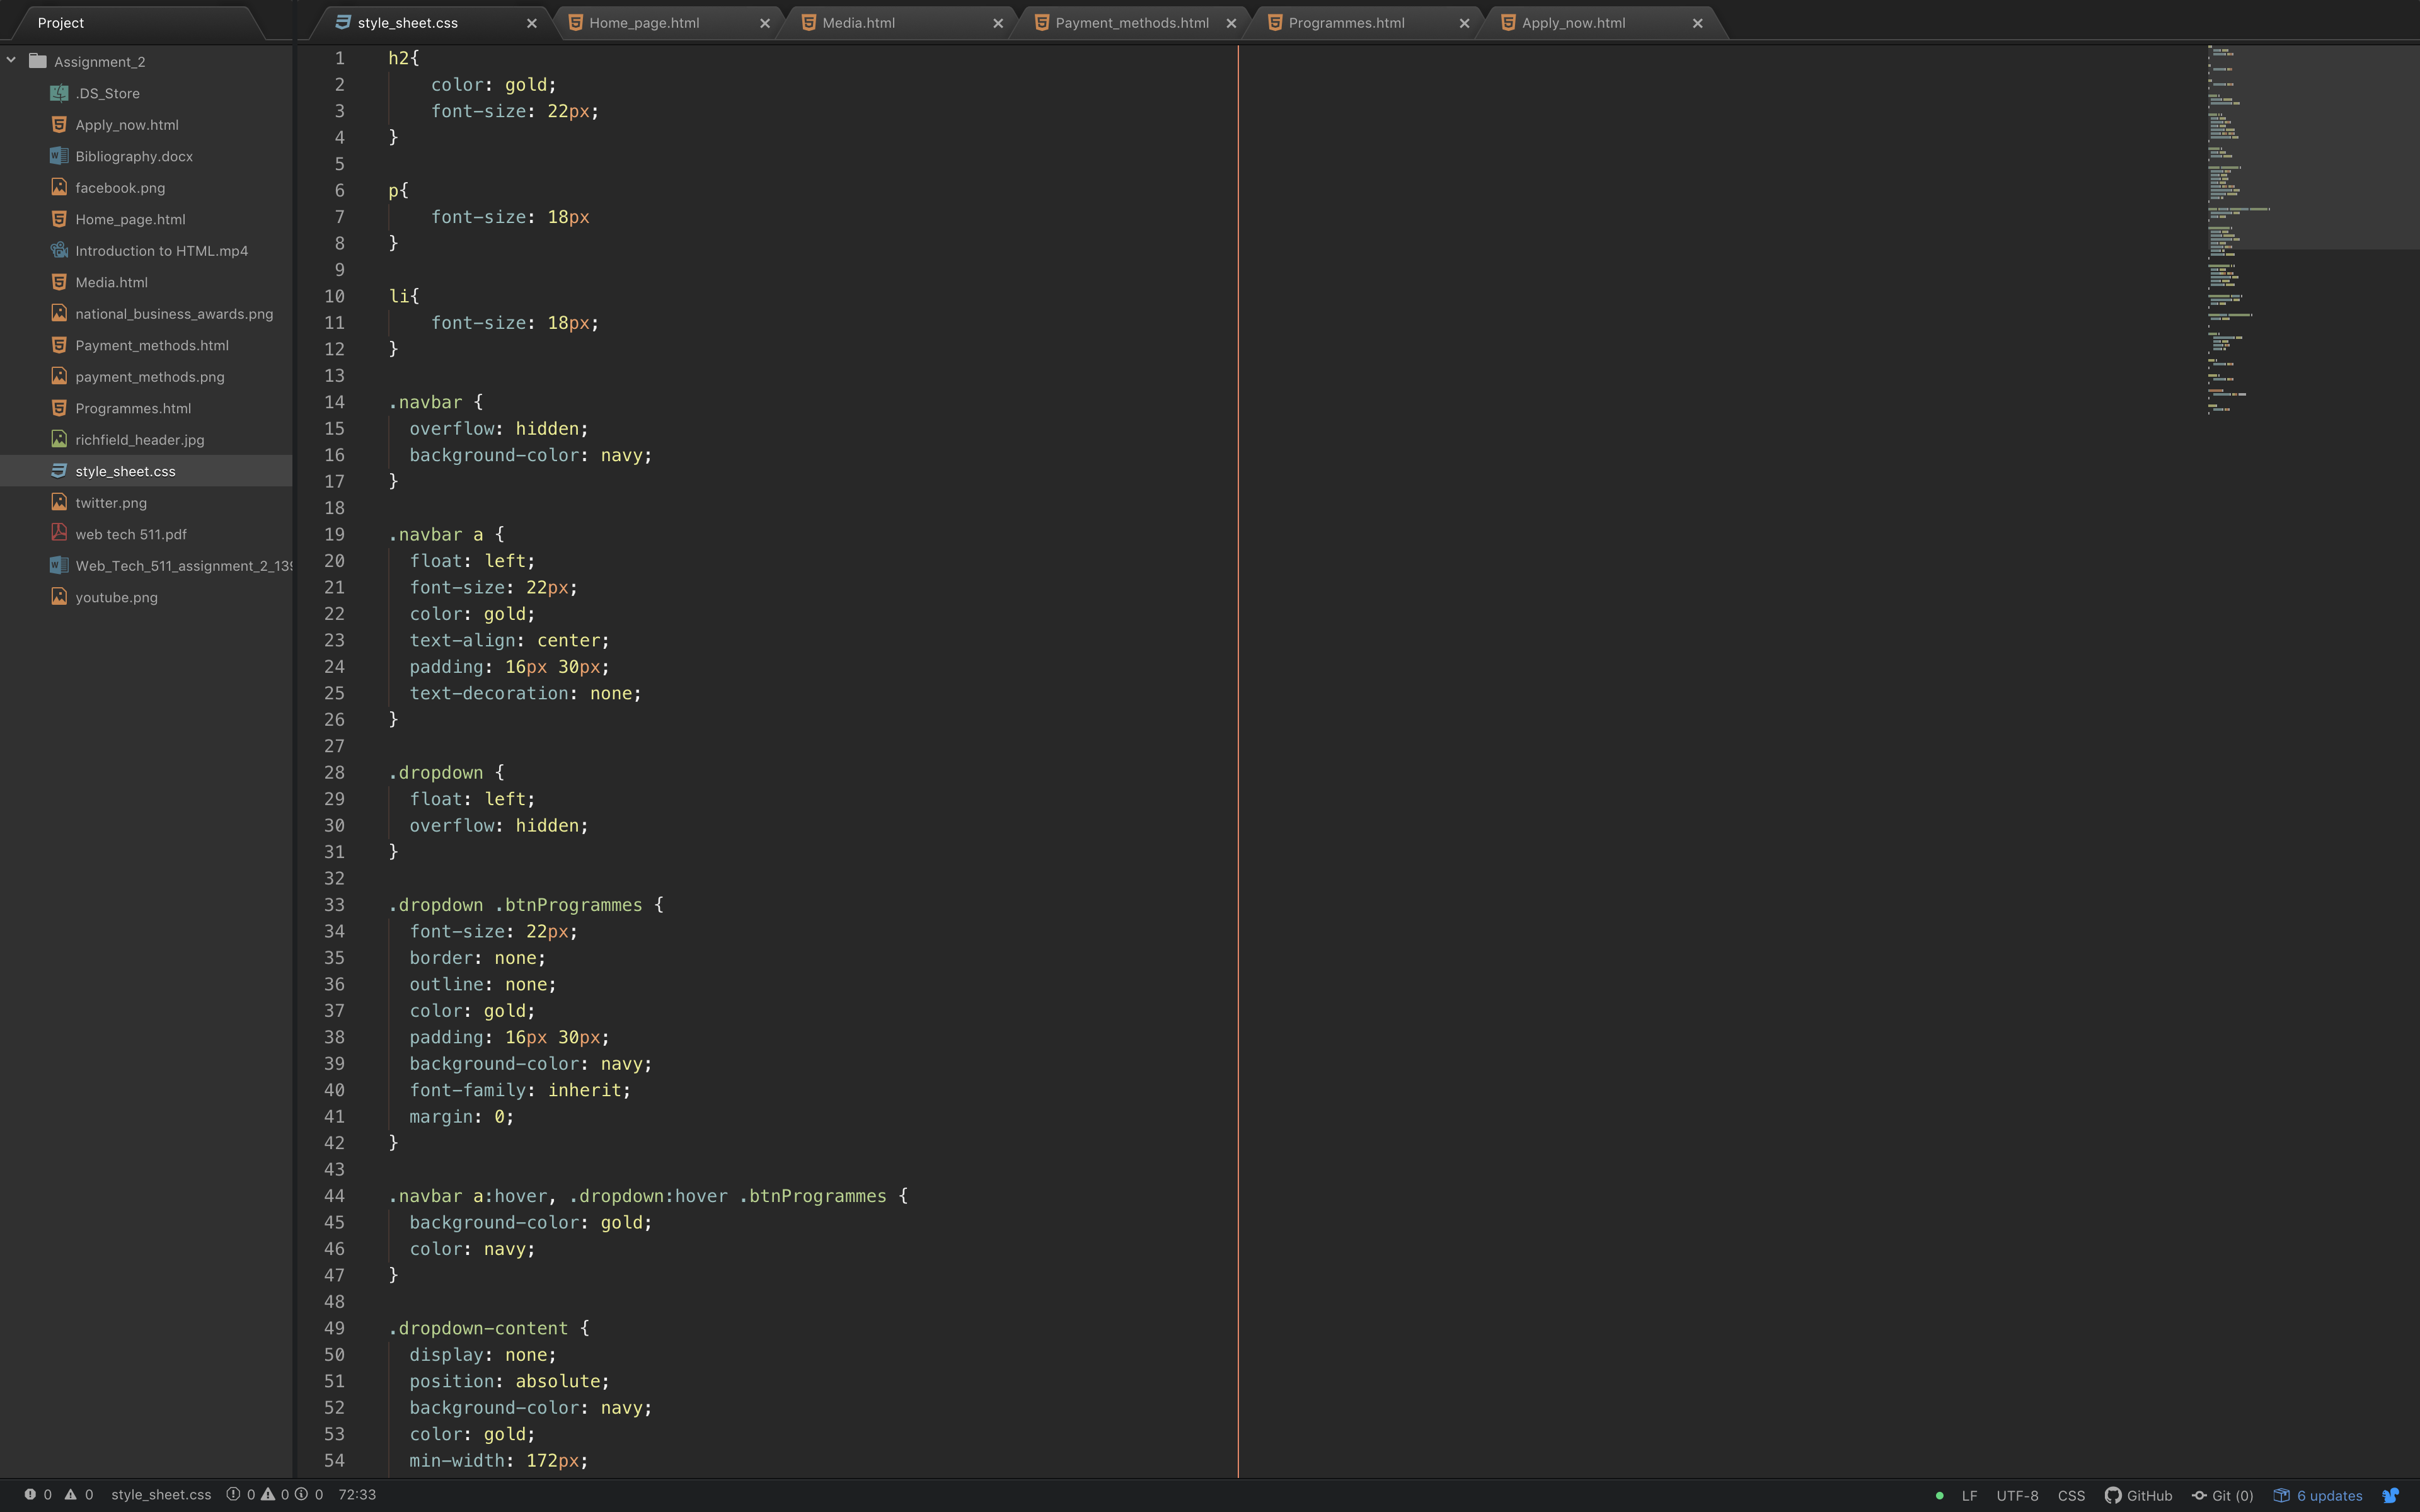 Project
style_sheet.css
Home_page.html
Media.html
Payment_methods.html
Programmes.html
Apply_now.html
Assignment_2
.DS_Store
Apply_now.html
Bibliography.docx
facebook.png
Home_page.html
Introduction to HTML.mp4
Media.html
national_business_awards.png
Payment_methods.html
payment_methods.png
Programmes.html
richfield_header.jpg
style_sheet.css
twitter.png
web tech 511.pdf
Web_Tech_511_assignment_2_139
youtube.png
1 h2{
2 color: gold;
3 font-size: 22px;
4 }
5
6 p{
7 font-size: 18px
8 }
9
10 li{
11 font-size: 18px;
12 }
13
14 .navbar {
15 overflow: hidden;
16 background-color: navy;
17 }
18
19 .navbar a {
20 float: left;
21 font-size: 22px;
22 color: gold;
23 text-align: center;
24 padding: 16px 30px;
25 text-decoration: none;
26 }
27
28 .dropdown {
29 float: left;
30 overflow: hidden;
31 }
32
33 .dropdown .btnProgrammes {
34 font-size: 22px;
35 border: none;
36 outline: none;
37 color: gold;
38 padding: 16px 30px;
39 background-color: navy;
40 font-family: inherit;
41 margin: 0;
42 }
43
44 .navbar a:hover, .dropdown:hover .btnProgrammes {
45 background-color: gold;
46 color: navy;
47 }
48
49 .dropdown-content {
50 display: none;
51 position: absolute;
52 background-color: navy;
53 color: gold;
54 min-width: 172px;
0 0 style_sheet.css 0 0 0 72:33 LF UTF-8 CSS GitHub Git (0) 6 updates